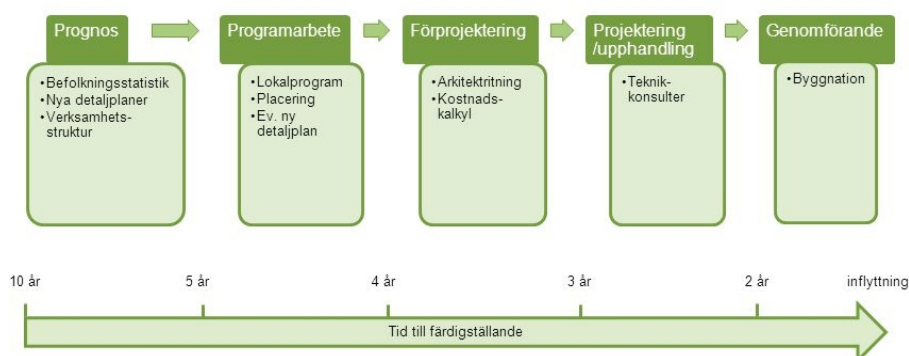 Prognos
Programarbete
Förprojektering
Projektering
/upphandling
Genomförande
•Befolkningsstatistik
•Nya detaljplaner
•Verksamhets-
struktur
•Lokalprogram
•Placering
•Ev. ny
detaljplan
•Arkitektritning
•Kostnads-
kalkyl
•Teknik-
konsulter
•Byggnation
10 år
5 år
4 år
3 år
2 år
inflyttning
Tid till färdigställande